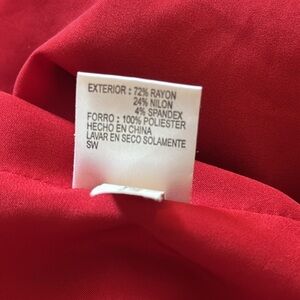 EXTERIOR : 72% RAYON
24% NILON
4% SPANDEX
FORRO : 100% POLIESTER
HECHO EN CHINA
LAVAR EN SECO SOLAMENTE
SW